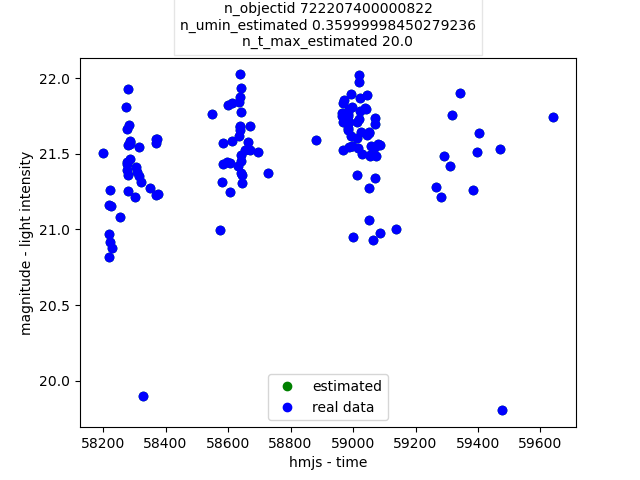 n_objectid 722207400000822
n_umin_estimated 0.35999998450279236
n_t_max_estimated 20.0
22.0
21.5
21.0
20.5
20.0
magnitude - light intensity
estimated
real data
58200 58400 58600 58800 59000 59200 59400 59600
hmjs - time